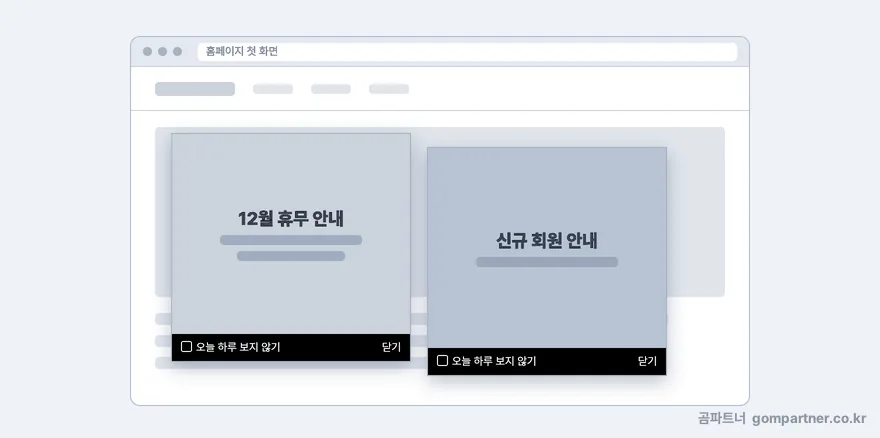 홈페이지 첫 화면
12월 휴무 안내
신규 회원 안내
오늘 하루 보지 않기 닫기
오늘 하루 보지 않기 닫기
곰파트너 gompartner.co.kr